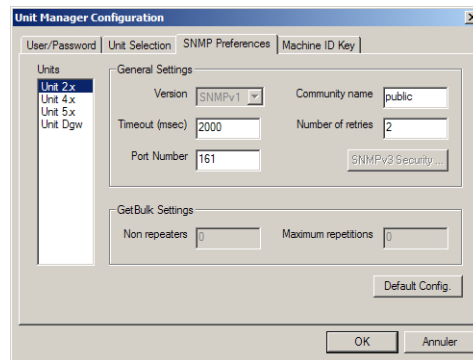 Unit Manager Configuration
User/Password Unit Selection SNMP Preferences Machine ID Key
Units
Unit 2.x
Unit 4.x
Unit 5.x
Unit Dgw
General Settings
Version SNMPv1 Community name public
Timeout (msec) 2000 Number of retries 2
Port Number 161 SNMPv3 Security ...
GetBulk Settings
Non repeaters 0 Maximum repetitions 0
Default Config.
OK Annuler